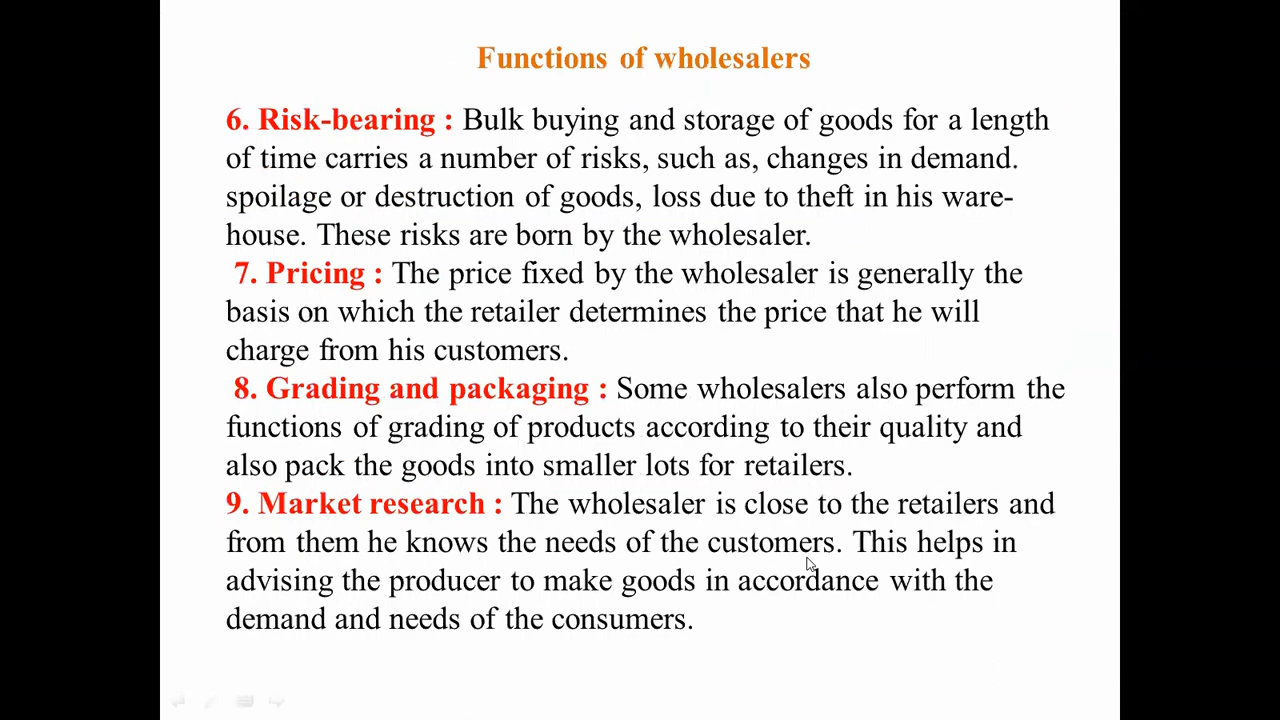 Functions of wholesalers
6. Risk-bearing : Bulk buying and storage of goods for a length
of time carries a number of risks, such as, changes in demand.
spoilage or destruction of goods, loss due to theft in his ware-
house. These risks are born by the wholesaler.
7. Pricing : The price fixed by the wholesaler is generally the
basis on which the retailer determines the price that he will
charge from his customers.
8. Grading and packaging : Some wholesalers also perform the
functions of grading of products according to their quality and
also pack the goods into smaller lots for retailers.
9. Market research : The wholesaler is close to the retailers and
from them he knows the needs of the customers. This helps in
advising the producer to make goods in accordance with the
demand and needs of the consumers.